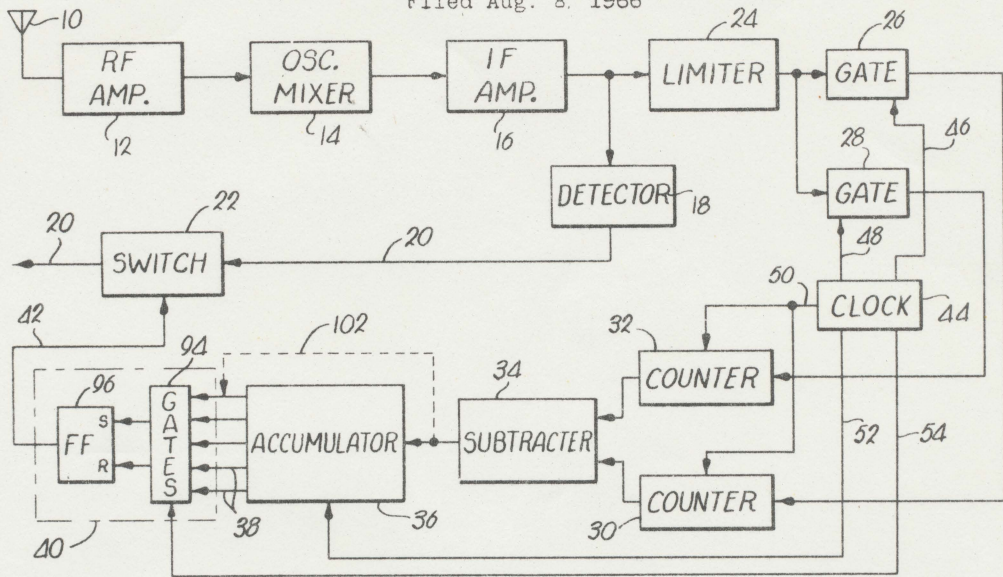 Filed Aug. 8, 1966
10
RF AMP.
12
OSC. MIXER
14
IF AMP.
16
24
LIMITER
26
GATE
46
28
GATE
48
DETECTOR
18
22
20
SWITCH
20
50
CLOCK
44
42
102
94
96
FF
S
R
GATES
ACCUMULATOR
34
SUBTRACTER
32
COUNTER
COUNTER
30
52
54
40
38
36